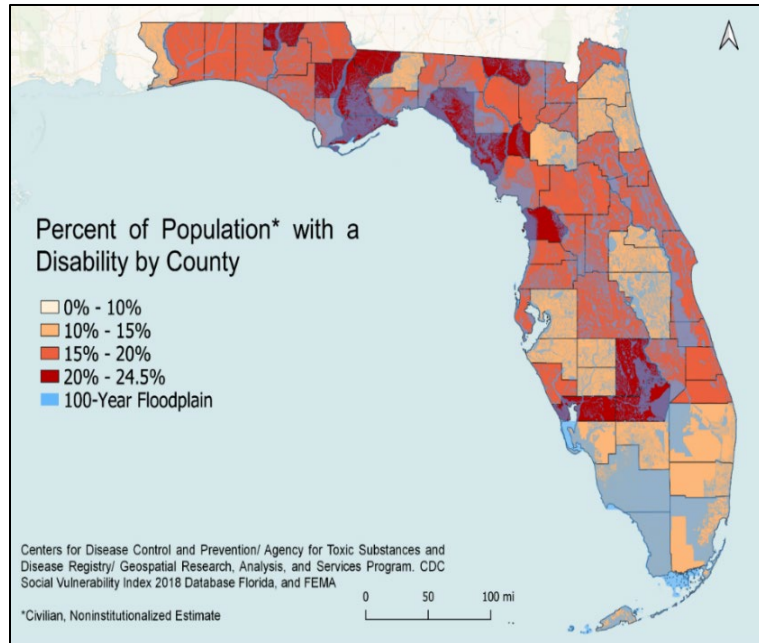 Percent of Population* with a
Disability by County
0% - 10%
10% - 15%
15% - 20%
20% - 24.5%
100-Year Floodplain
Centers for Disease Control and Prevention/ Agency for Toxic Substances and
Disease Registry/ Geospatial Research, Analysis, and Services Program. CDC
Social Vulnerability Index 2018 Database Florida, and FEMA
*Civilian, Noninstitutionalized Estimate
0 50 100 mi